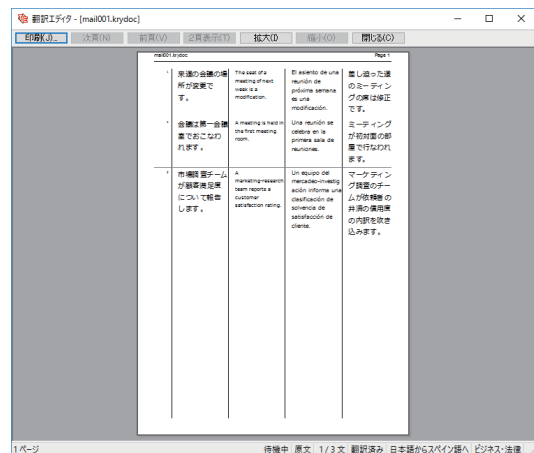 翻訳エディタ - [mail001.krydoc]
印刷(J)... 次頁(N) 前頁(V) 2頁表示(T) 拡大(I) 縮小(O) 閉じる(C)
mail001.krydoc Page 1
1
来週の会議の場
所が変更で
す。
The seat of a
meeting of next
week is a
modification.
El asiento de una
reunión de
próxima semana
és una
modificación.
差し迫った週
のミーティン
グの席は修正
です。
会議は第一会議
室でおこなわ
れます。
A meeting is held in
the first meeting
room.
Una reunión se
celebra en la
primera sala de
reuniones.
ミーティング
が初対面の部
屋で行なわれ
ます。
市場調査チーム
が顧客満足度
について報告
します。
A
marketing-research
team reports a
customer
satisfaction rating.
Un equipo del
mercadeo-investig
ación informa una
clasificación de
solvencia de
satisfacción de
cliente.
マーケティン
グ調査のチー
ムが依頼者の
弁済の信用度
の内訳を吹き
込みます。
1ページ 待機中 原文 1/3文 翻訳済み 日本語からスペイン語へ ビジネス・法律